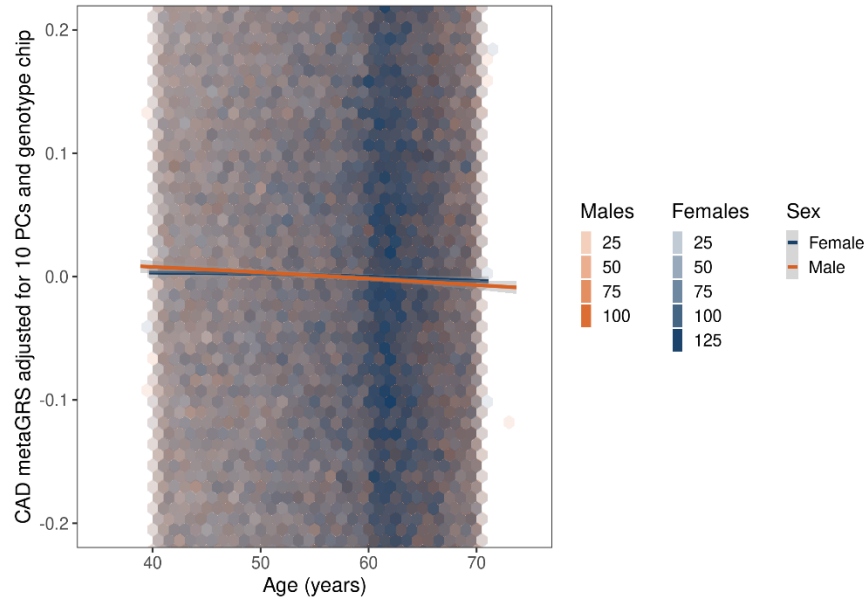 CAD metaGRS adjusted for 10 PCs and genotype chip
0.2
0.1
0.0
-0.1
-0.2
40 50 60 70
Age (years)
Males
25
50
75
100
Females
25
50
75
100
125
Sex
Female
Male